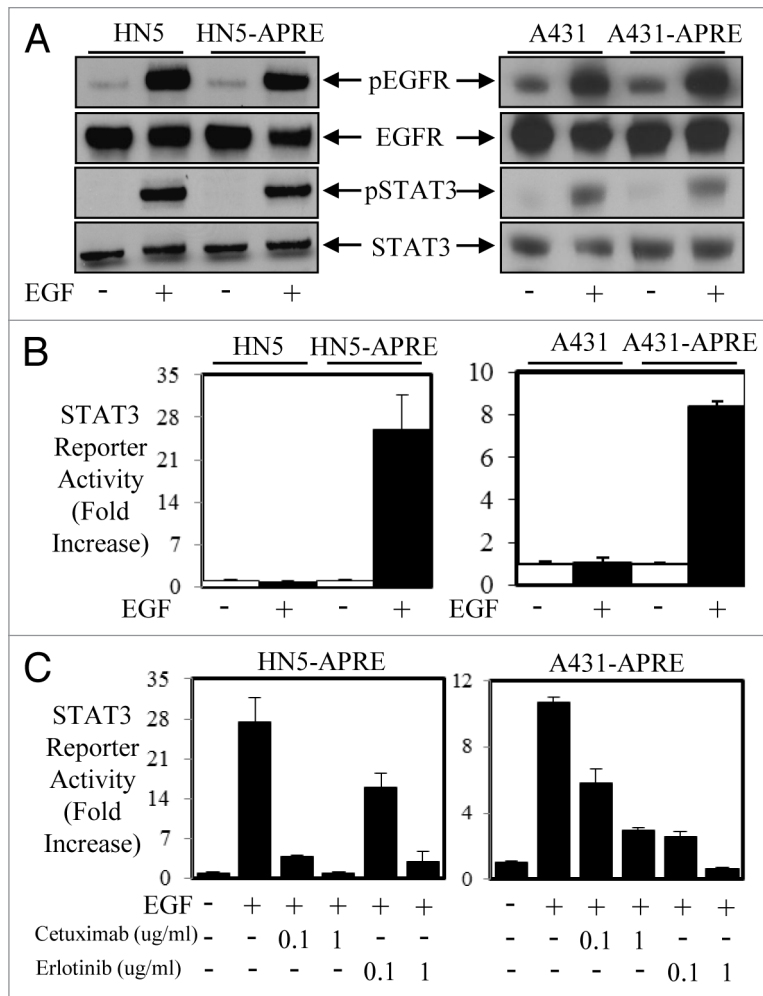 A
HN5 HN5-APRE A431 A431-APRE
pEGFR
EGFR
pSTAT3
STAT3
EGF - + - + - + - +
B
HN5 HN5-APRE A431 A431-APRE
STAT3
Reporter
Activity
(Fold
Increase)
35
28
21
14
7
0
10
8
6
4
2
0
EGF - + - + EGF - + - +
C
HN5-APRE A431-APRE
STAT3
Reporter
Activity
(Fold
Increase)
35
28
14
7
0
12
8
4
0
EGF - + + + + + - + + + + +
Cetuximab (ug/ml) - - 0.1 1 - - - - 0.1 1 - -
Erlotinib (ug/ml) - - - - 0.1 1 - - - - 0.1 1